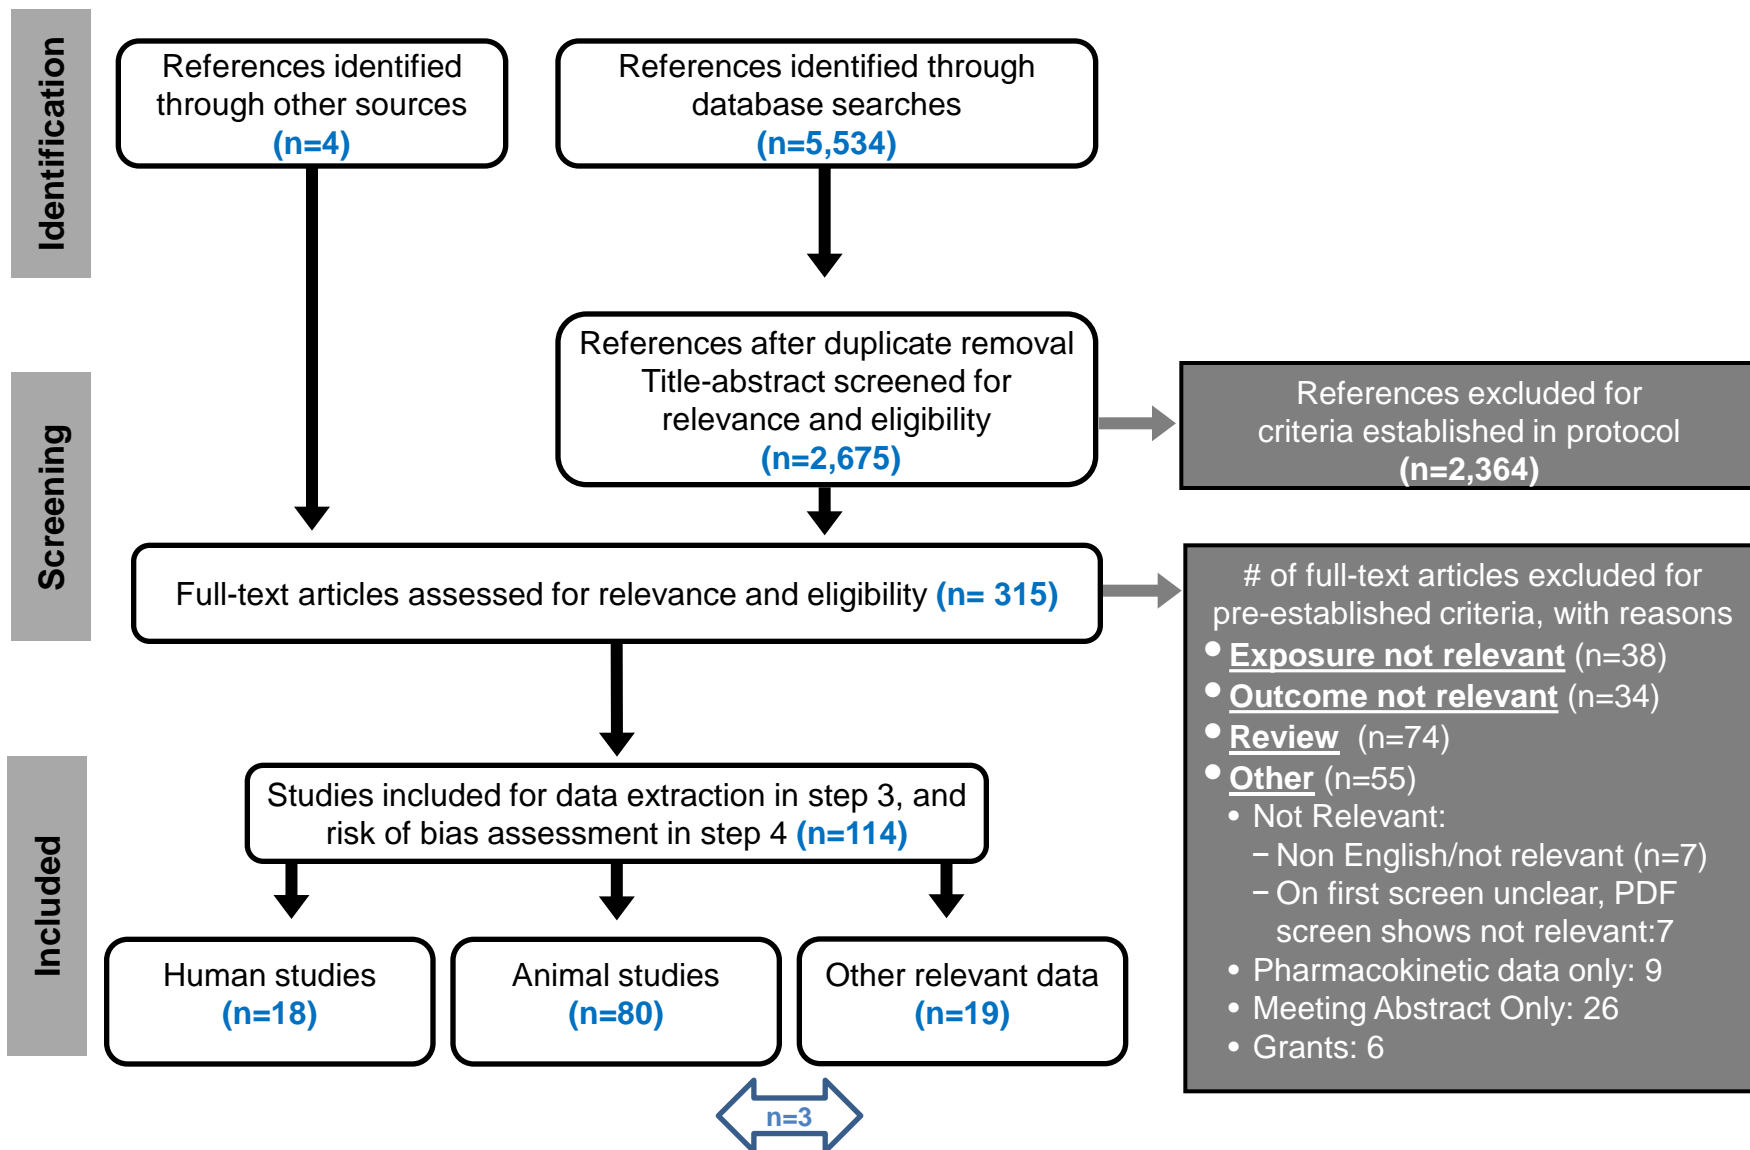 Identification
References identified
through other sources
(n=4)
References identified through
database searches
(n=5,534)
Screening
References after duplicate removal
Title-abstract screened for
relevance and eligibility
(n=2,675)
References excluded for
criteria established in protocol
(n=2,364)
Full-text articles assessed for relevance and eligibility (n= 315)
# of full-text articles excluded for
pre-established criteria, with reasons
• Exposure not relevant (n=38)
• Outcome not relevant (n=34)
• Review (n=74)
• Other (n=55)
• Not Relevant:
– Non English/not relevant (n=7)
– On first screen unclear, PDF
screen shows not relevant:7
• Pharmacokinetic data only: 9
• Meeting Abstract Only: 26
• Grants: 6
Included
Studies included for data extraction in step 3, and
risk of bias assessment in step 4 (n=114)
Human studies
(n=18)
Animal studies
(n=80)
Other relevant data
(n=19)
n=3